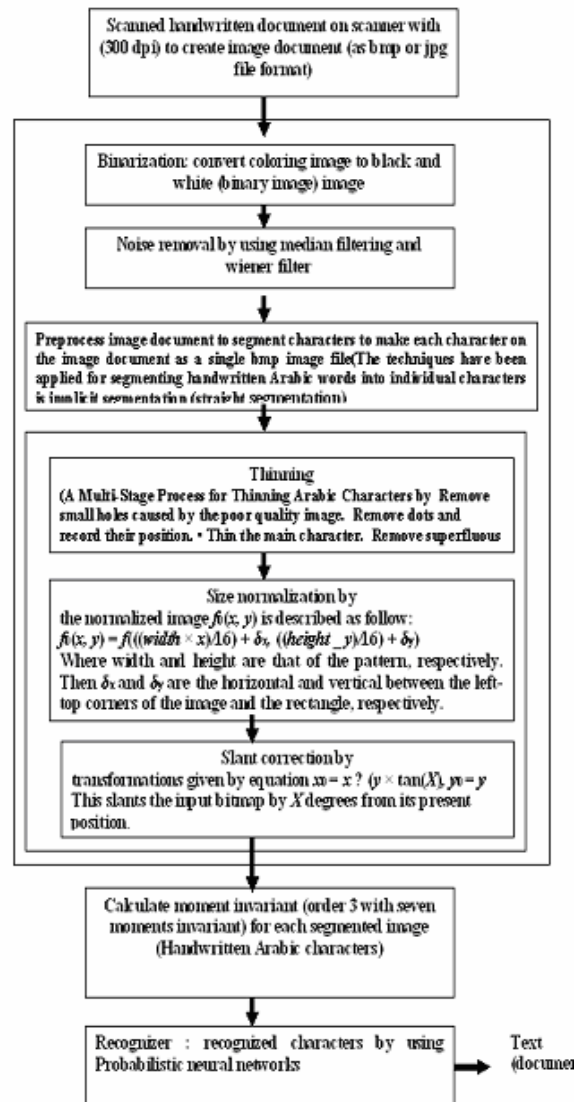 Scanned handwritten document on scanner with
(300 dpi) to create image document (as bmp or jpg
file format)
Binarization: convert coloring image to black and
white (binary image) image
Noise removal by using median filtering and
wiener filter
Preprocess image document to segment characters to make each character on
the image document as a single bmp image file(The techniques have been
applied for segmenting handwritten Arabic words into individual characters
is implicit segmentation (straight segmentation)
Thinning
(A Multi-Stage Process for Thinning Arabic Characters by Remove
small holes caused by the poor quality image. Remove dots and
record their position. • Thin the main character. Remove superfluous
Size normalization by
the normalized image f0(x, y) is described as follow:
f0(x, y) = f(((width × x)/16) + δx, ((height _ y)/16) + δy)
Where width and height are that of the pattern, respectively.
Then δx and δy are the horizontal and vertical between the left-
top corners of the image and the rectangle, respectively.
Slant correction by
transformations given by equation x0 = x ? (y × tan(X), y0 = y
This slants the input bitmap by X degrees from its present
position.
Calculate moment invariant (order 3 with seven
moments invariant) for each segmented image
(Handwritten Arabic characters)
Recognizer : recognized characters by using
Probabilistic neural networks
Text
(documen